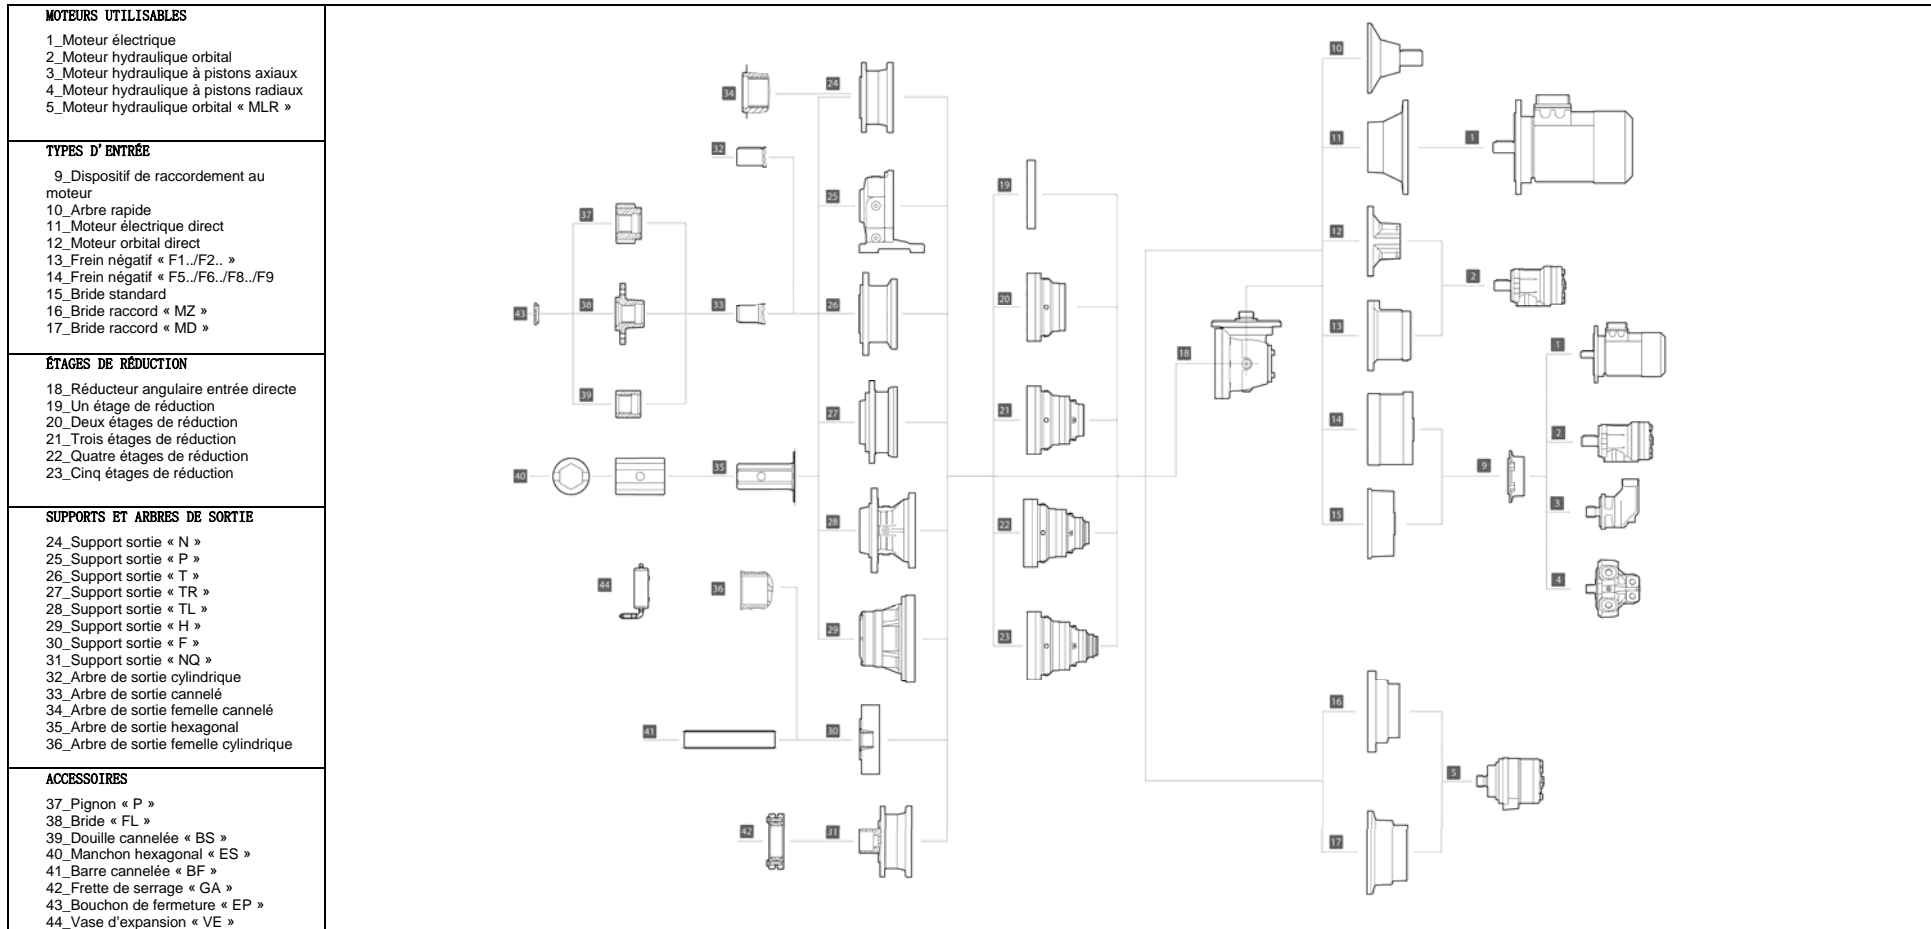 MOTEURS UTILISABLES
1_Moteur électrique
2_Moteur hydraulique orbital
3_Moteur hydraulique à pistons axiaux
4_Moteur hydraulique à pistons radiaux
5_Moteur hydraulique orbital « MLR »
TYPES D'ENTRÉE
9_Dispositif de raccordement au
moteur
10_Arbre rapide
11_Moteur électrique direct
12_Moteur orbital direct
13_Frein négatif « F1../F2.. »
14_Frein négatif « F5../F6../F8../F9
15_Bride standard
16_Bride raccord « MZ »
17_Bride raccord « MD »
ÉTAGES DE RÉDUCTION
18_Réducteur angulaire entrée directe
19_Un étage de réduction
20_Deux étages de réduction
21_Trois étages de réduction
22_Quatre étages de réduction
23_Cinq étages de réduction
SUPPORTS ET ARBRES DE SORTIE
24_Support sortie « N »
25_Support sortie « P »
26_Support sortie « T »
27_Support sortie « TR »
28_Support sortie « TL »
29_Support sortie « H »
30_Support sortie « F »
31_Support sortie « NQ »
32_Arbre de sortie cylindrique
33_Arbre de sortie cannelé
34_Arbre de sortie femelle cannelé
35_Arbre de sortie hexagonal
36_Arbre de sortie femelle cylindrique
ACCESSOIRES
37_Pignon « P »
38_Bride « FL »
39_Douille cannelée « BS »
40_Manchon hexagonal « ES »
41_Barre cannelée « BF »
42_Frette de serrage « GA »
43_Bouchon de fermeture « EP »
44_Vase d'expansion « VE »
43
37
38
39
40
44
41
34
32
33
35
36
42
24
25
26
27
28
29
30
31
19
20
21
22
23
18
10
11
12
13
14
15
16
17
1
2
9
5
1
2
3
4